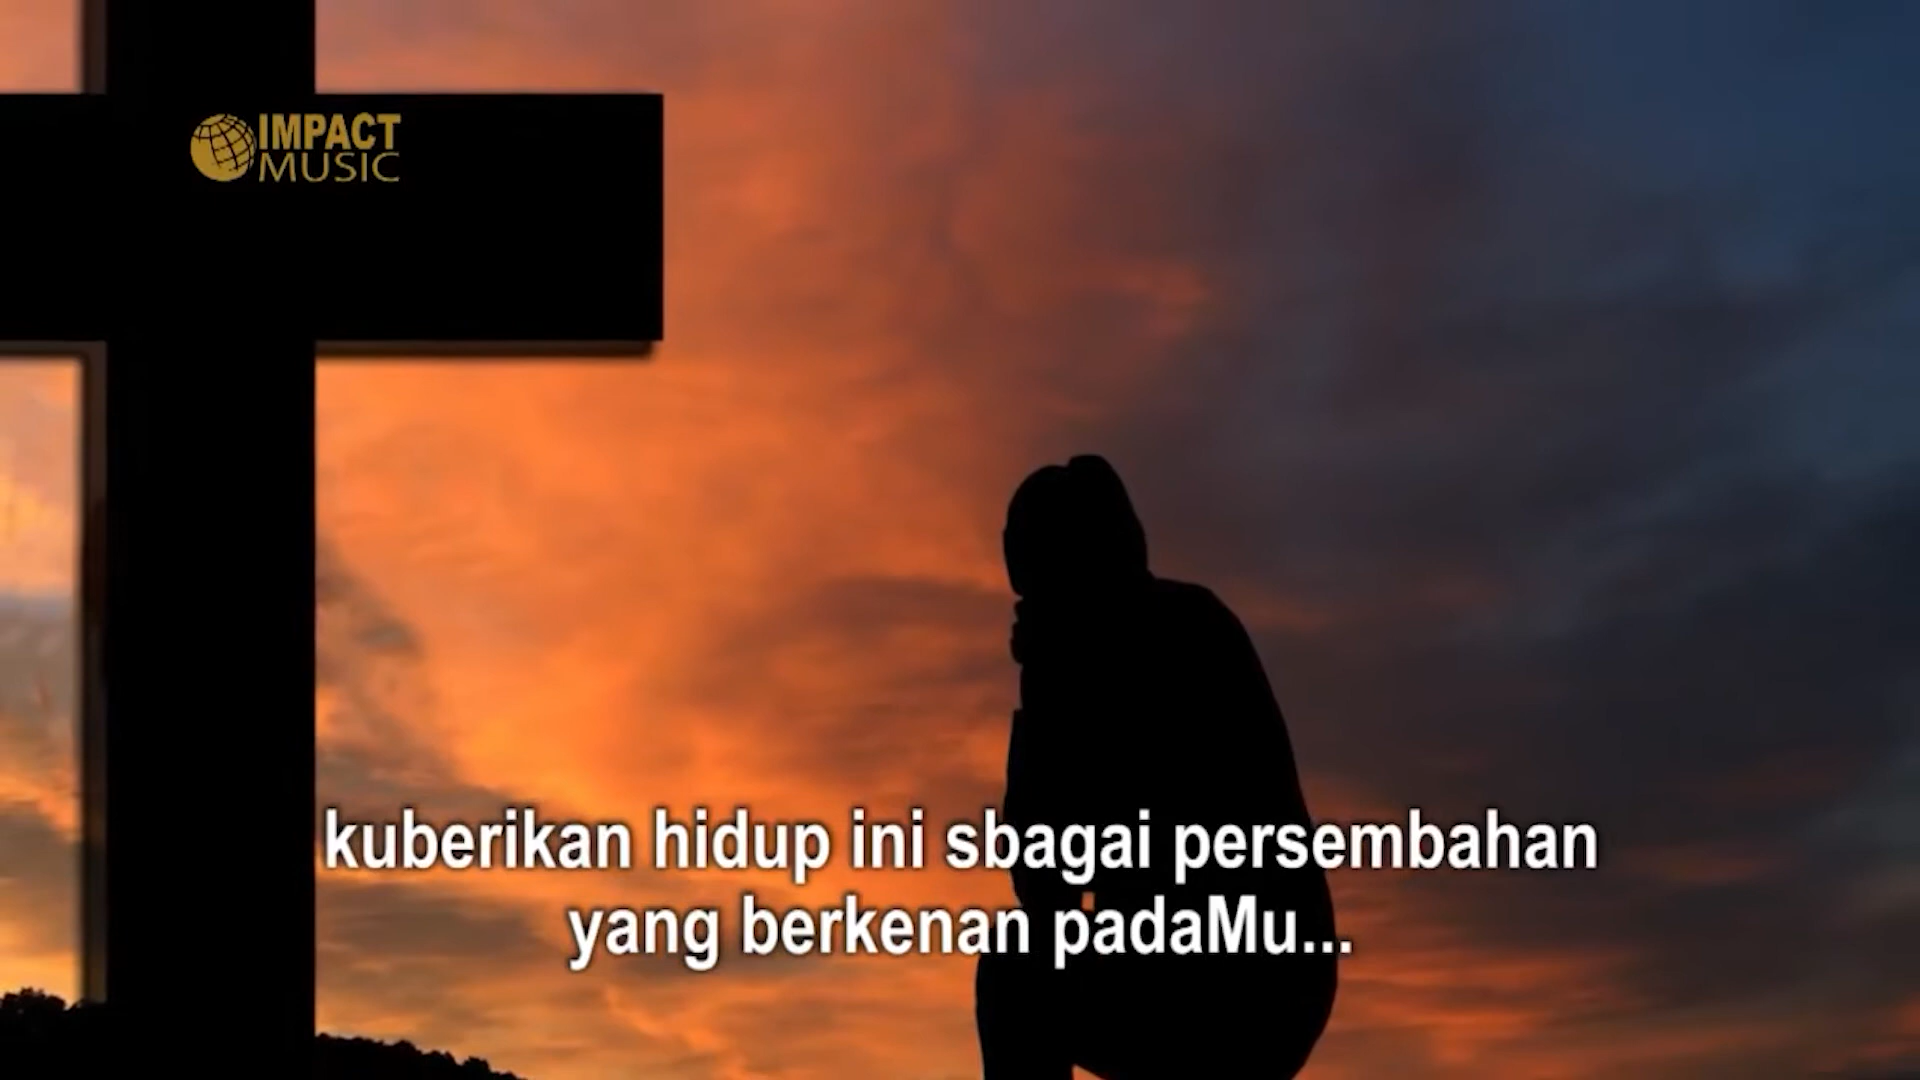 IMPACT
MUSIC
kuberikan hidup ini sbagai persembahan
yang berkenan padaMu...